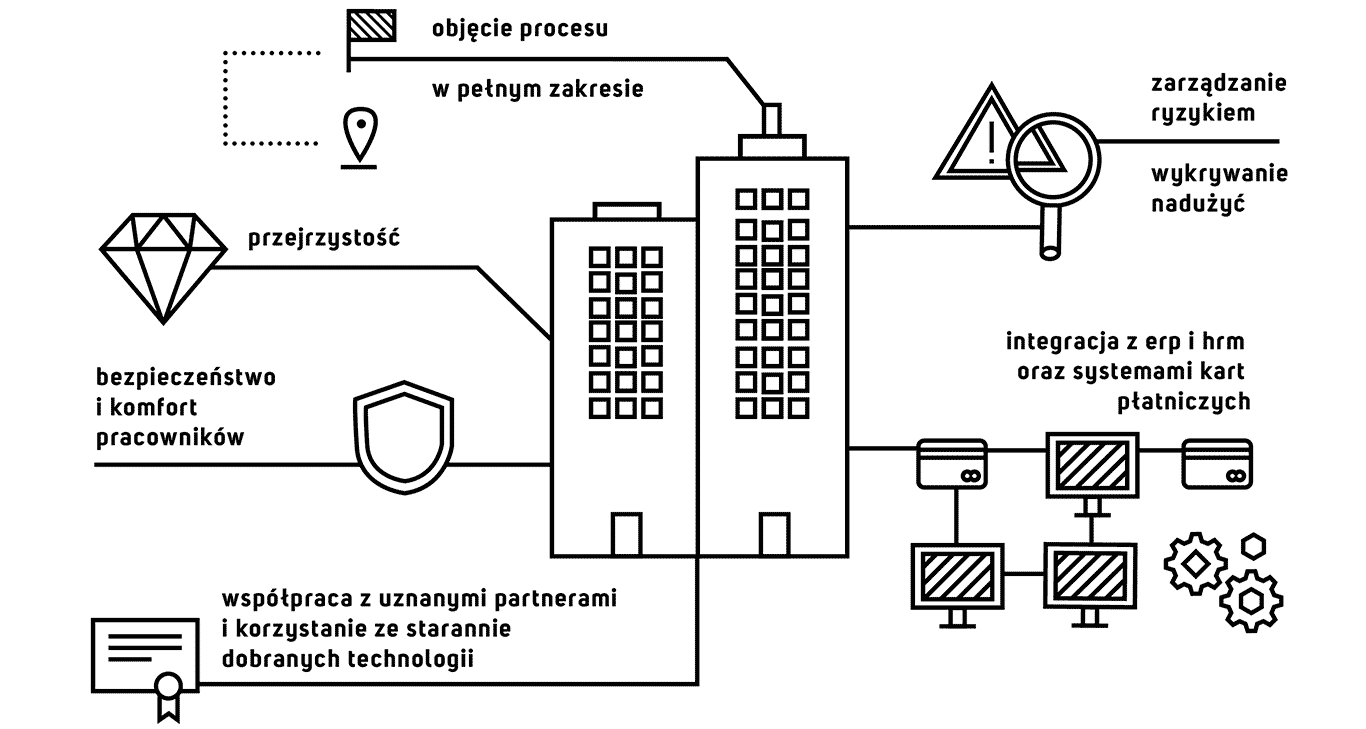 objęcie procesu
w pełnym zakresie
zarządzanie
ryzykiem
wykrywanie
nadużyć
przejrzystość
integracja z erp i hrm
oraz systemami kart
płatniczych
bezpieczeństwo
i komfort
pracowników
współpraca z uznanymi partnerami
i korzystanie ze starannie
dobranych technologii